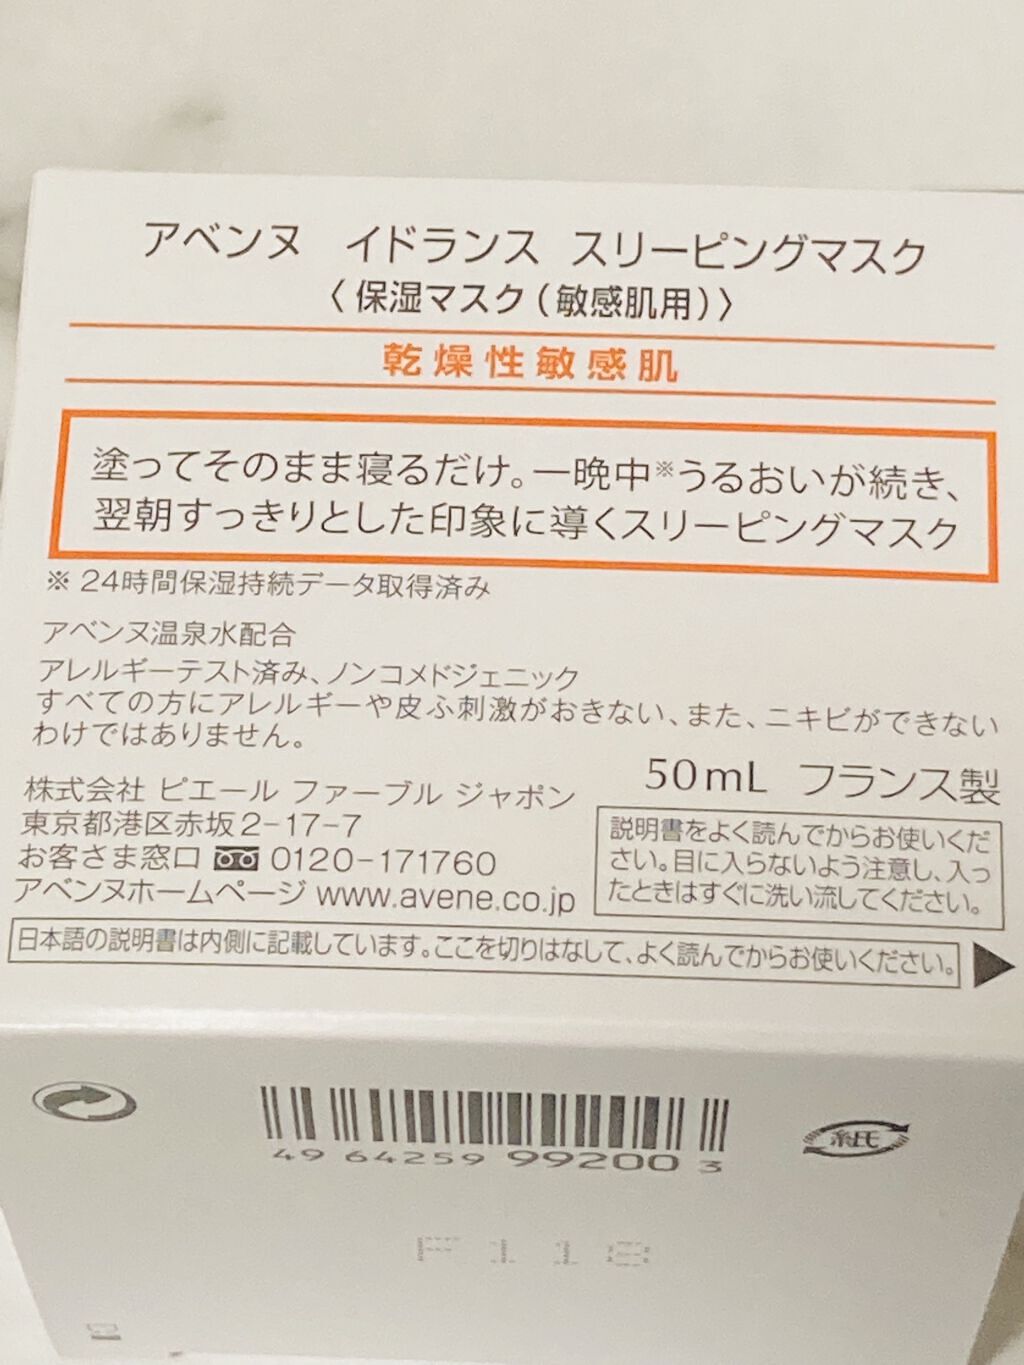 アベンヌ　イドランス　スリーピングマスク
〈保湿マスク(敏感肌用)〉
乾燥性敏感肌
塗ってそのまま寝るだけ。一晩中※うるおいが続き、
翌朝すっきりとした印象に導くスリーピングマスク
※ 24時間保湿持続データ取得済み
アベンヌ温泉水配合
アレルギーテスト済み、ノンコメドジェニック
すべての方にアレルギーや皮ふ刺激がおきない、また、ニキビができない
わけではありません。
50mL　フランス製
株式会社 ピエール ファーブル ジャポン
東京都港区赤坂2-17-7
お客さま窓口 0120-171760
アベンヌホームページ www.avene.co.jp
説明書をよく読んでからお使いくだ
さい。目に入らないよう注意し、入っ
たときはすぐに洗い流してください。
日本語の説明書は内側に記載しています。ここを切りはなして、よく読んでからお使いください。
49 64259 99200 3
紙